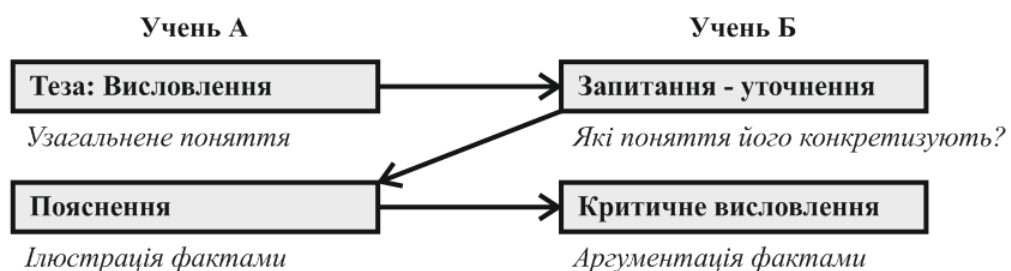 Учень А
Учень Б
Теза: Висловлення
Запитання - уточнення
Узагальнене поняття
Які поняття його конкретизують?
Пояснення
Критичне висловлення
Ілюстрація фактами
Аргументація фактами